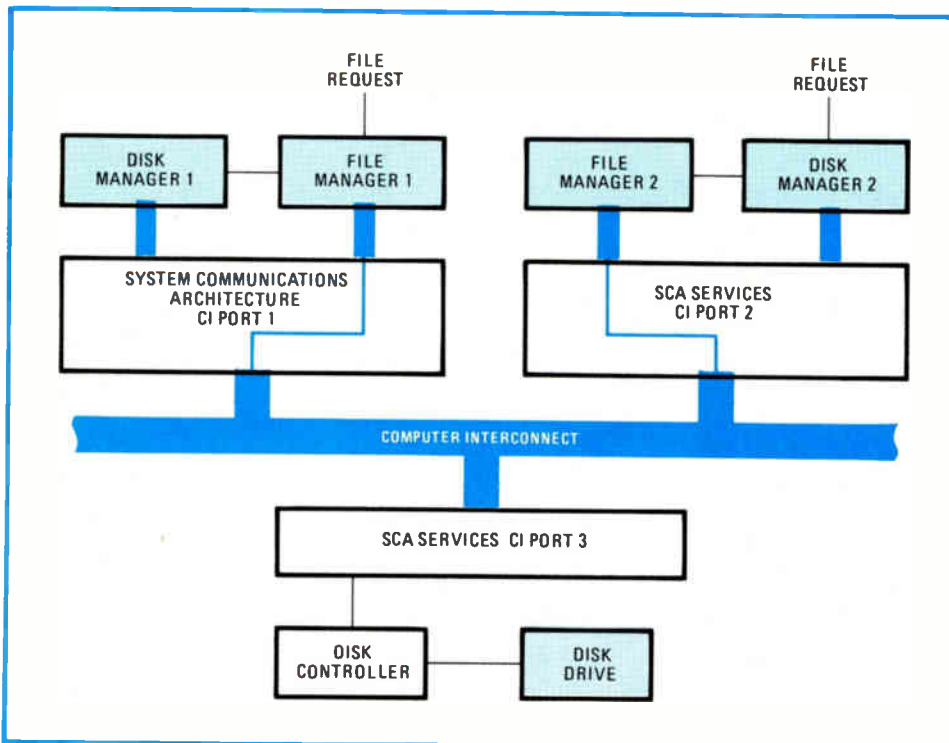 FILE
REQUEST
FILE
REQUEST
DISK
MANAGER 1
FILE
MANAGER 1
FILE
MANAGER 2
DISK
MANAGER 2
SYSTEM COMMUNICATIONS
ARCHITECTURE
CI PORT 1
SCA SERVICES
CI PORT 2
COMPUTER INTERCONNECT
SCA SERVICES CI PORT 3
DISK
CONTROLLER
DISK
DRIVE